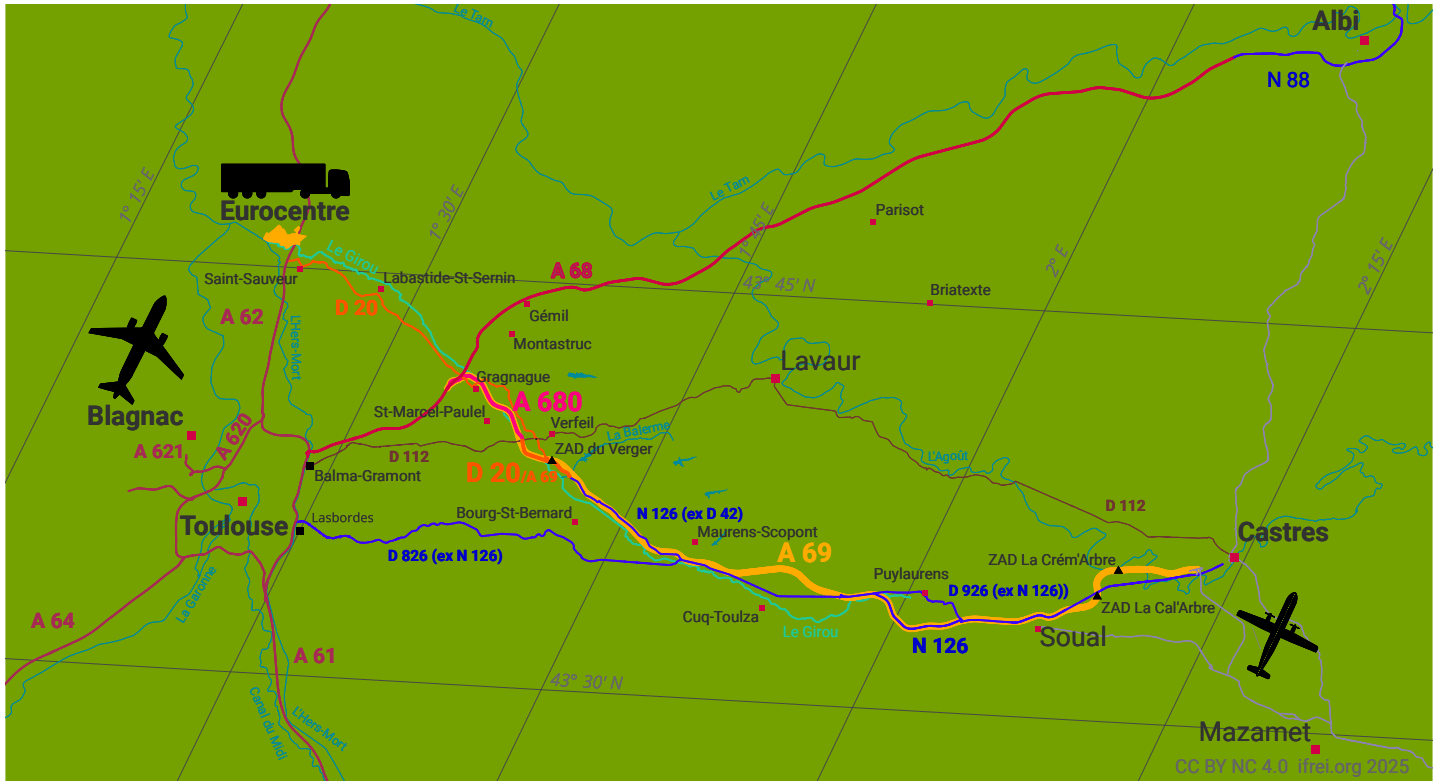 Albi
Le Tarn
N 88
1° 15' E
1° 30' E
Le Tarn
Eurocentre
Parisot
1° 45' E
2° E
2° 15' E
Le Girou
Saint-Sauveur
Labastide-St-Sernin
A 68
43° 45' N
Briatexte
D 20
A 62
Gémil
L'Hers-Mort
Montastruc
Lavaur
Gragnague
A 680
Blagnac
St-Marcel-Paulel
Verfeil
A 620
La Balerme
A 621
D 112
ZAD du Verger
L'Agoût
Balma-Gramont
D 20/A 69
D 112
Bourg-St-Bernard
N 126 (ex D 42)
Lasbordes
Toulouse
Maurens-Scopont
Castres
D 826 (ex N 126)
A 69
ZAD La Crém'Arbre
Puylaurens
D 926 (ex N 126))
La Garonne
ZAD La Cal'Arbre
A 64
Cuq-Toulza
Le Girou
Soual
N 126
A 61
43° 30' N
Canal du Midi
L'Hers-Mort
Mazamet
CC BY NC 4.0 ifrei.org 2025